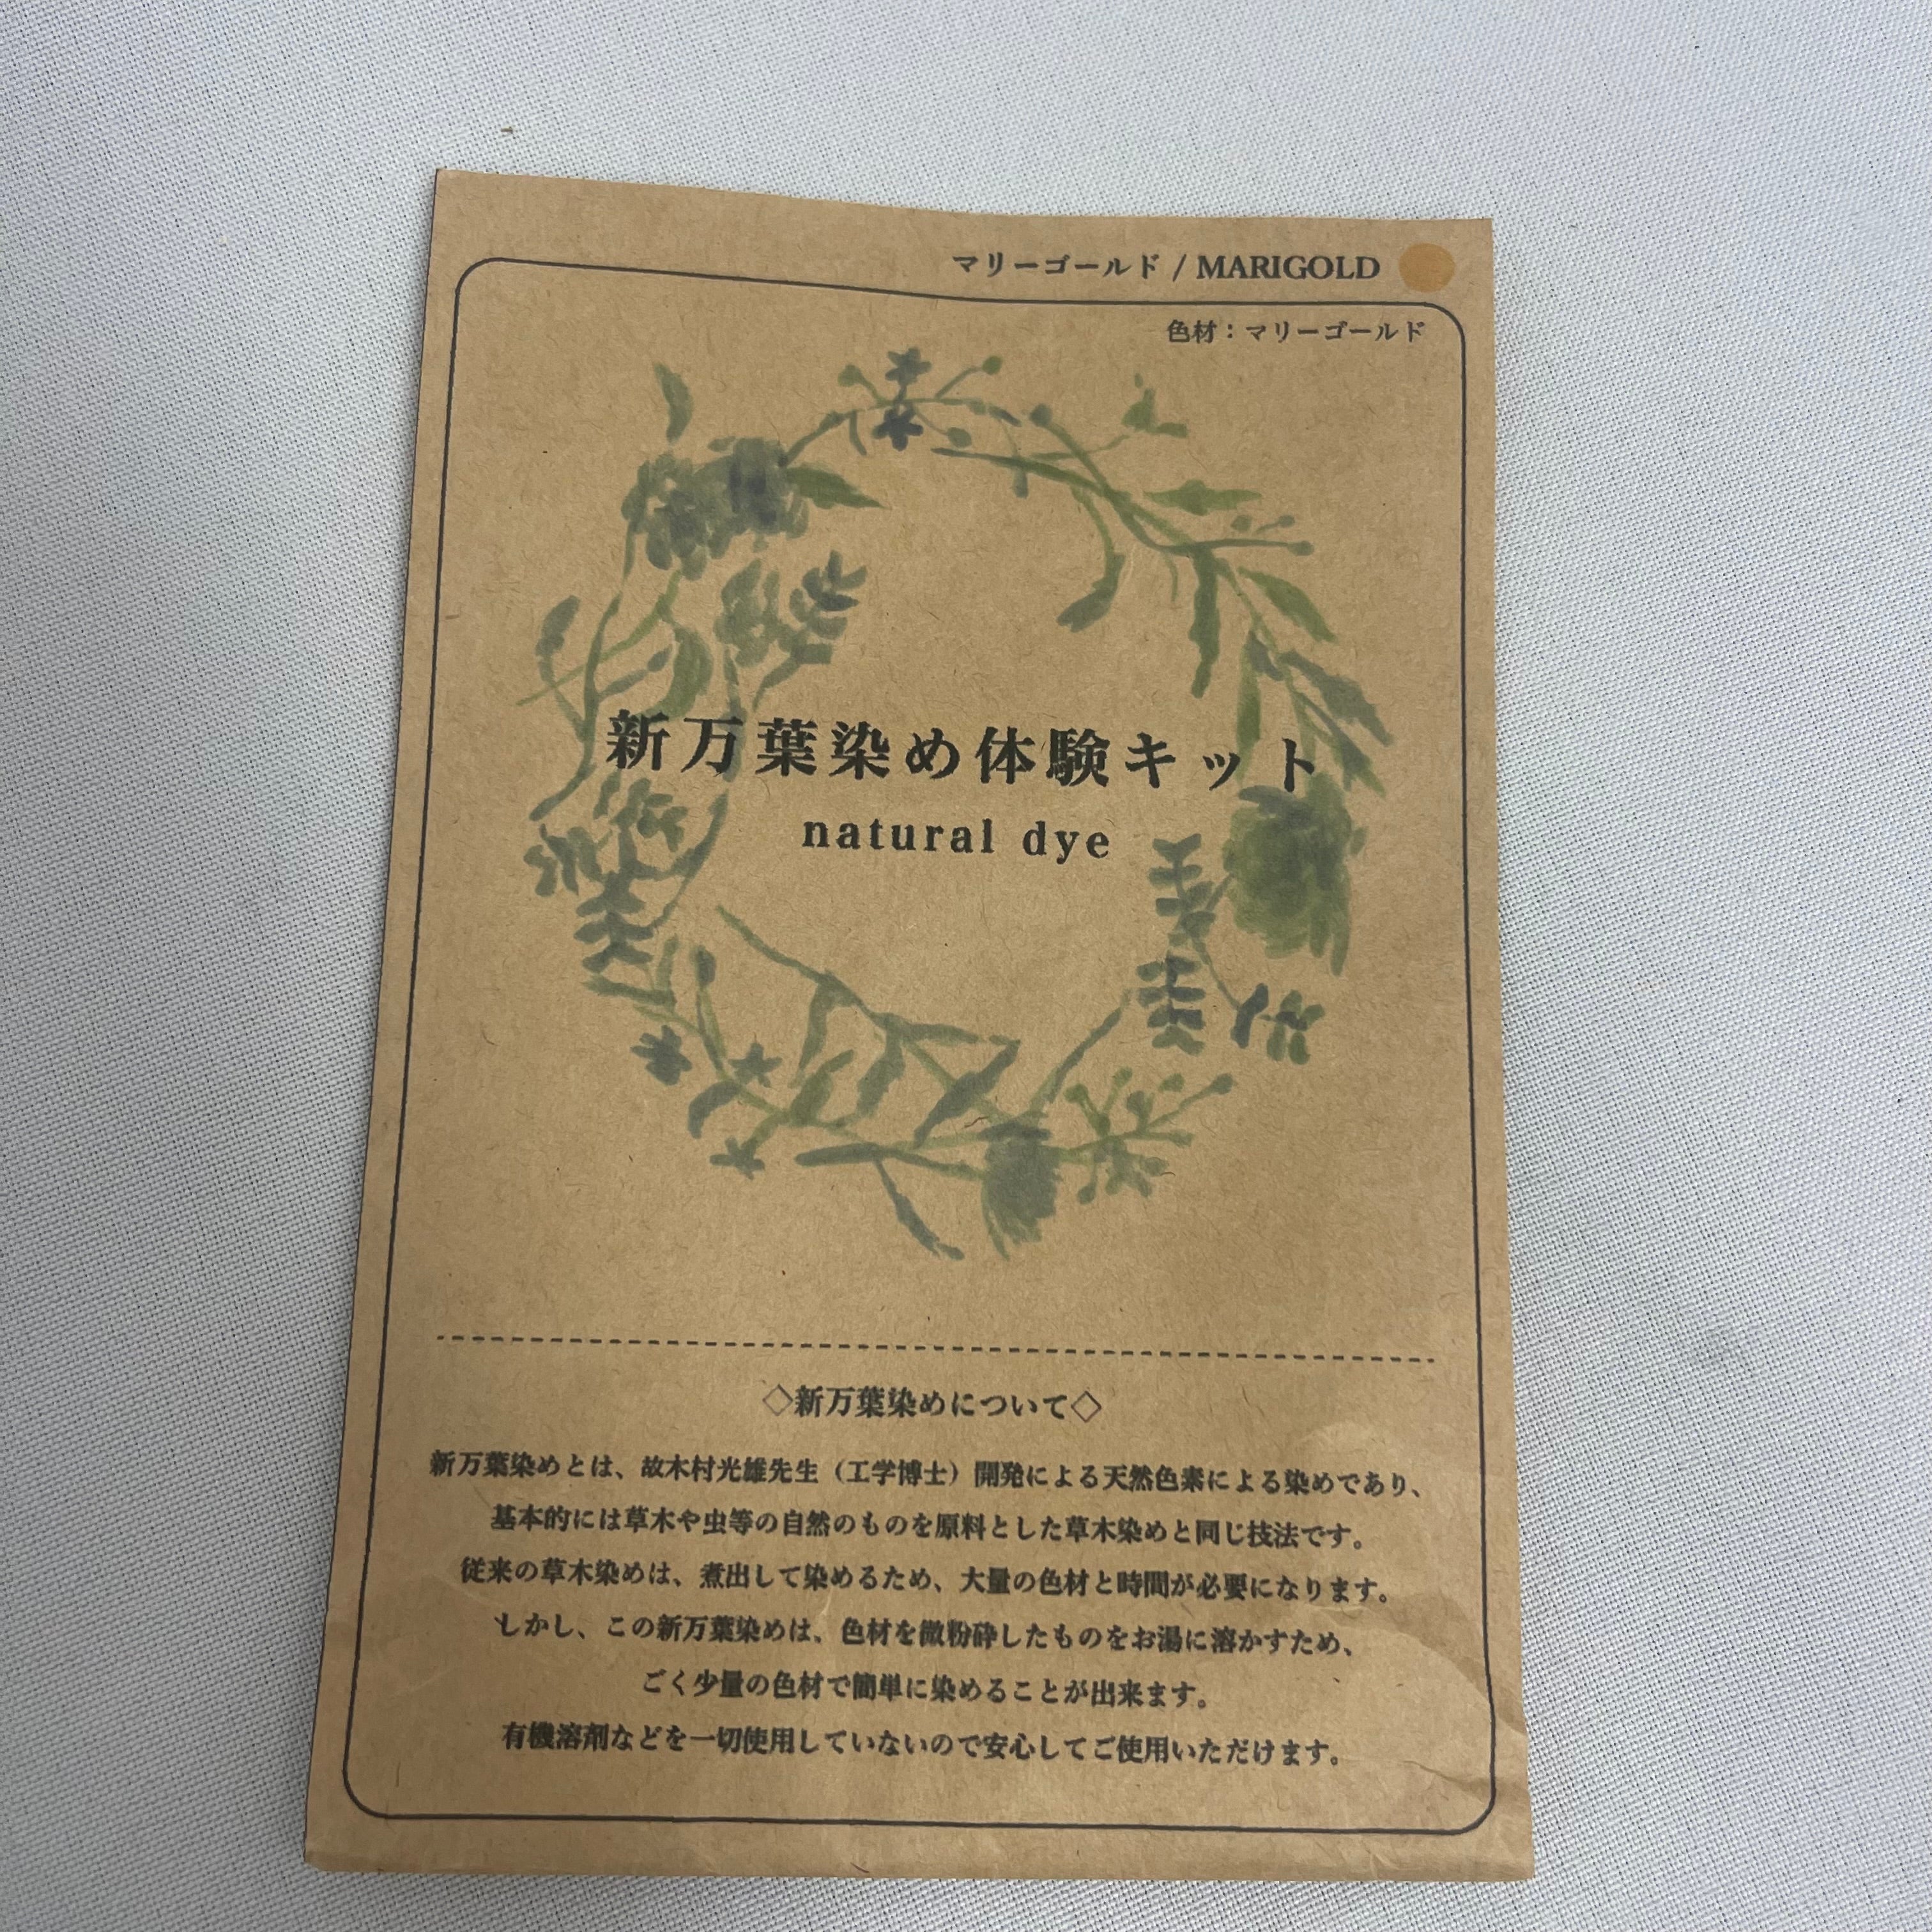 マリーゴールド / MARIGOLD
色材：マリーゴールド
新万葉染め体験キット
natural dye
◇新万葉染めについて◇
新万葉染めとは、故木村光雄先生（工学博士）開発による天然色素による染めであり、
基本的には草木や虫等の自然のものを原料とした草木染めと同じ技法です。
従来の草木染めは、煮出して染めるため、大量の色材と時間が必要になります。
しかし、この新万葉染めは、色材を微粉砕したものをお湯に溶かすため、
ごく少量の色材で簡単に染めることが出来ます。
有機溶剤などを一切使用していないので安心してご使用いただけます。